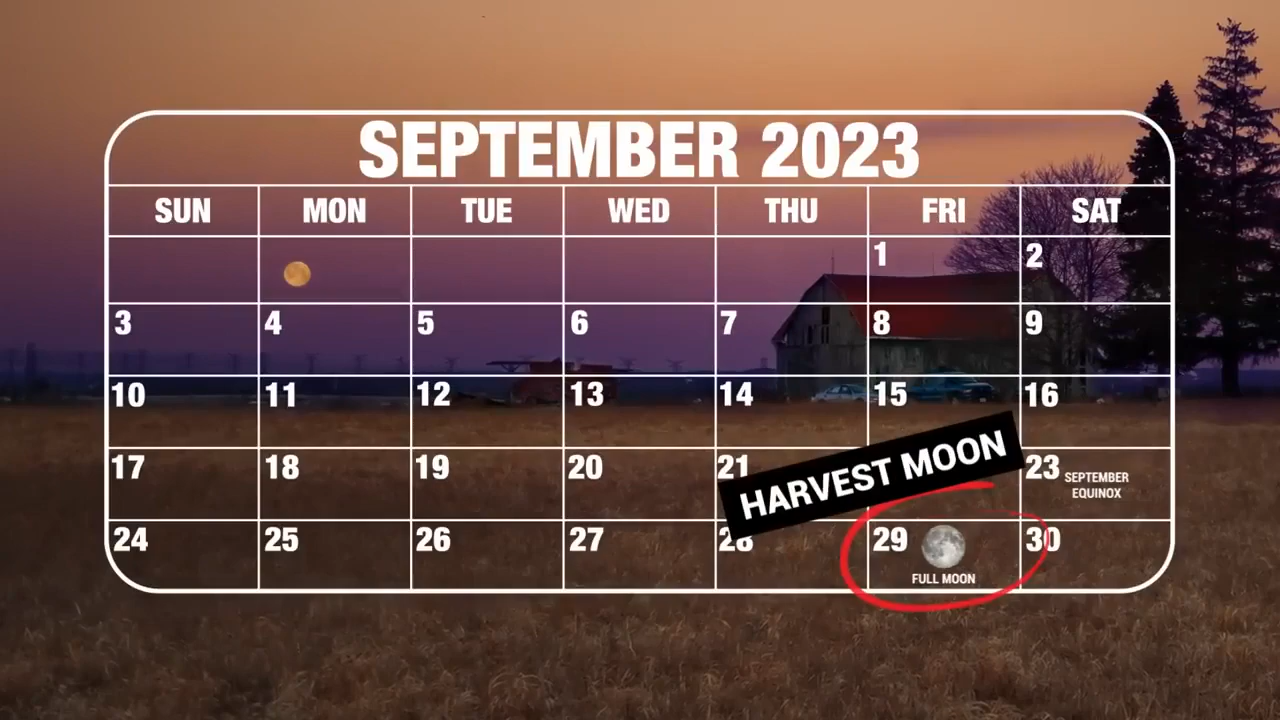 SEPTEMBER 2023
SUN MON TUE WED THU FRI SAT
1 2
3 4 5 6 7 8 9
10 11 12 13 14 15 16
HARVEST MOON
17 18 19 20 21 23 SEPTEMBER
EQUINOX
24 25 26 27 28 29 30
FULL MOON